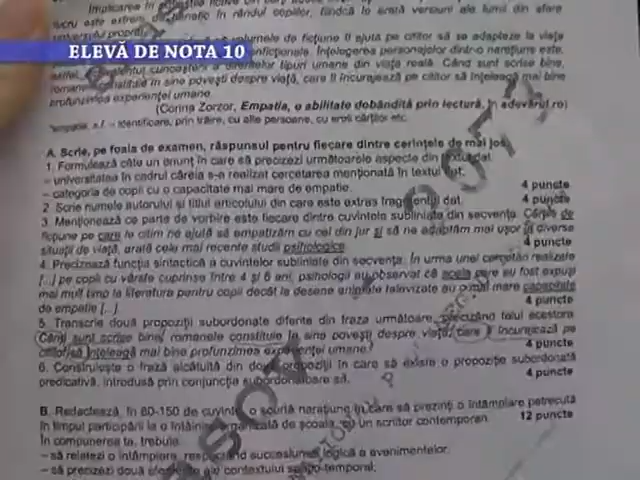 Implicarea în
lucru este extrem de benefic în rândul copiilor, fiindcă le arată versiuni ale lumii din afara
universului propriu
volumele de ficțiune îl ajută pe cititor să se adapteze la viața
ELEVĂ DE NOTA 10
nonficționale. Înțelegerea personajelor dintr-o narațiune este,
astfel, echivalentul cunoașterii a diferitelor tipuri umane din viața reală. Când sunt scrise bine,
romanele constituie în sine povești despre viață, care îl încurajează pe cititor să înțeleagă mai bine
profunzimea experienței umane.
(Corina Zorzor, Empatia, o abilitate dobândită prin lectură, în adevărul.ro)
*empatie, s.f. – identificare, prin trăire, cu alte persoane, cu eroii cărților etc.
A. Scrie, pe foaia de examen, răspunsul pentru fiecare dintre cerințele de mai jos:
1. Formulează câte un enunț în care să precizezi următoarele aspecte din textul dat:
– universitatea în cadrul căreia s-a realizat cercetarea menționată în textul dat;
– categoria de copii cu o capacitate mai mare de empatie. 4 puncte
2. Scrie numele autorului și titlul articolului din care este extras fragmentul dat. 4 puncte
3. Menționează ce parte de vorbire este fiecare dintre cuvintele subliniate din secvența: Cărțile de
ficțiune pe care le citim ne ajută să empatizăm cu cei din jur și să ne adaptăm mai ușor la diverse
situații de viață, arată cele mai recente studii psihologice. 4 puncte
4. Precizează funcția sintactică a cuvintelor subliniate din secvența: În urma unei cercetări realizate
[...] pe copii cu vârste cuprinse între 4 și 6 ani, psihologii au observat că aceia care au fost expuși
mai mult timp la literatura pentru copii decât la desene animate televizate au o mai mare capacitate
de empatie [...]. 4 puncte
5. Transcrie două propoziții subordonate diferite din fraza următoare, precizând felul acestora:
Când sunt scrise bine, romanele constituie în sine povești despre viață, care îl încurajează pe
cititor să înțeleagă mai bine profunzimea experienței umane. 4 puncte
6. Construiește o frază alcătuită din două propoziții în care să existe o propoziție subordonată
predicativă, introdusă prin conjuncția subordonatoare să. 4 puncte
B. Redactează, în 80-150 de cuvinte, o scurtă narațiune în care să prezinți o întâmplare petrecută
în timpul participării la o întâlnire organizată de școală, cu un scriitor contemporan. 12 puncte
În compunerea ta, trebuie:
– să relatezi o întâmplare, respectând succesiunea logică a evenimentelor;
– să precizezi două elemente ale contextului spațio-temporal;